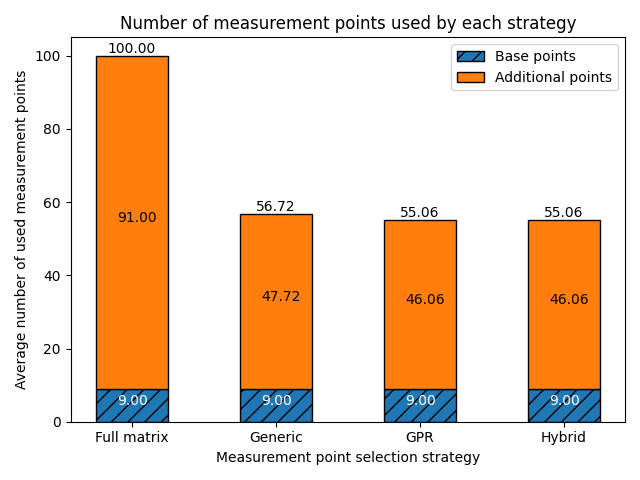 Number of measurement points used by each strategy
Base points
Additional points
100.00
91.00
9.00
56.72
47.72
9.00
55.06
46.06
9.00
55.06
46.06
9.00
100
80
60
40
20
0
Average number of used measurement points
Full matrix
Generic
GPR
Hybrid
Measurement point selection strategy